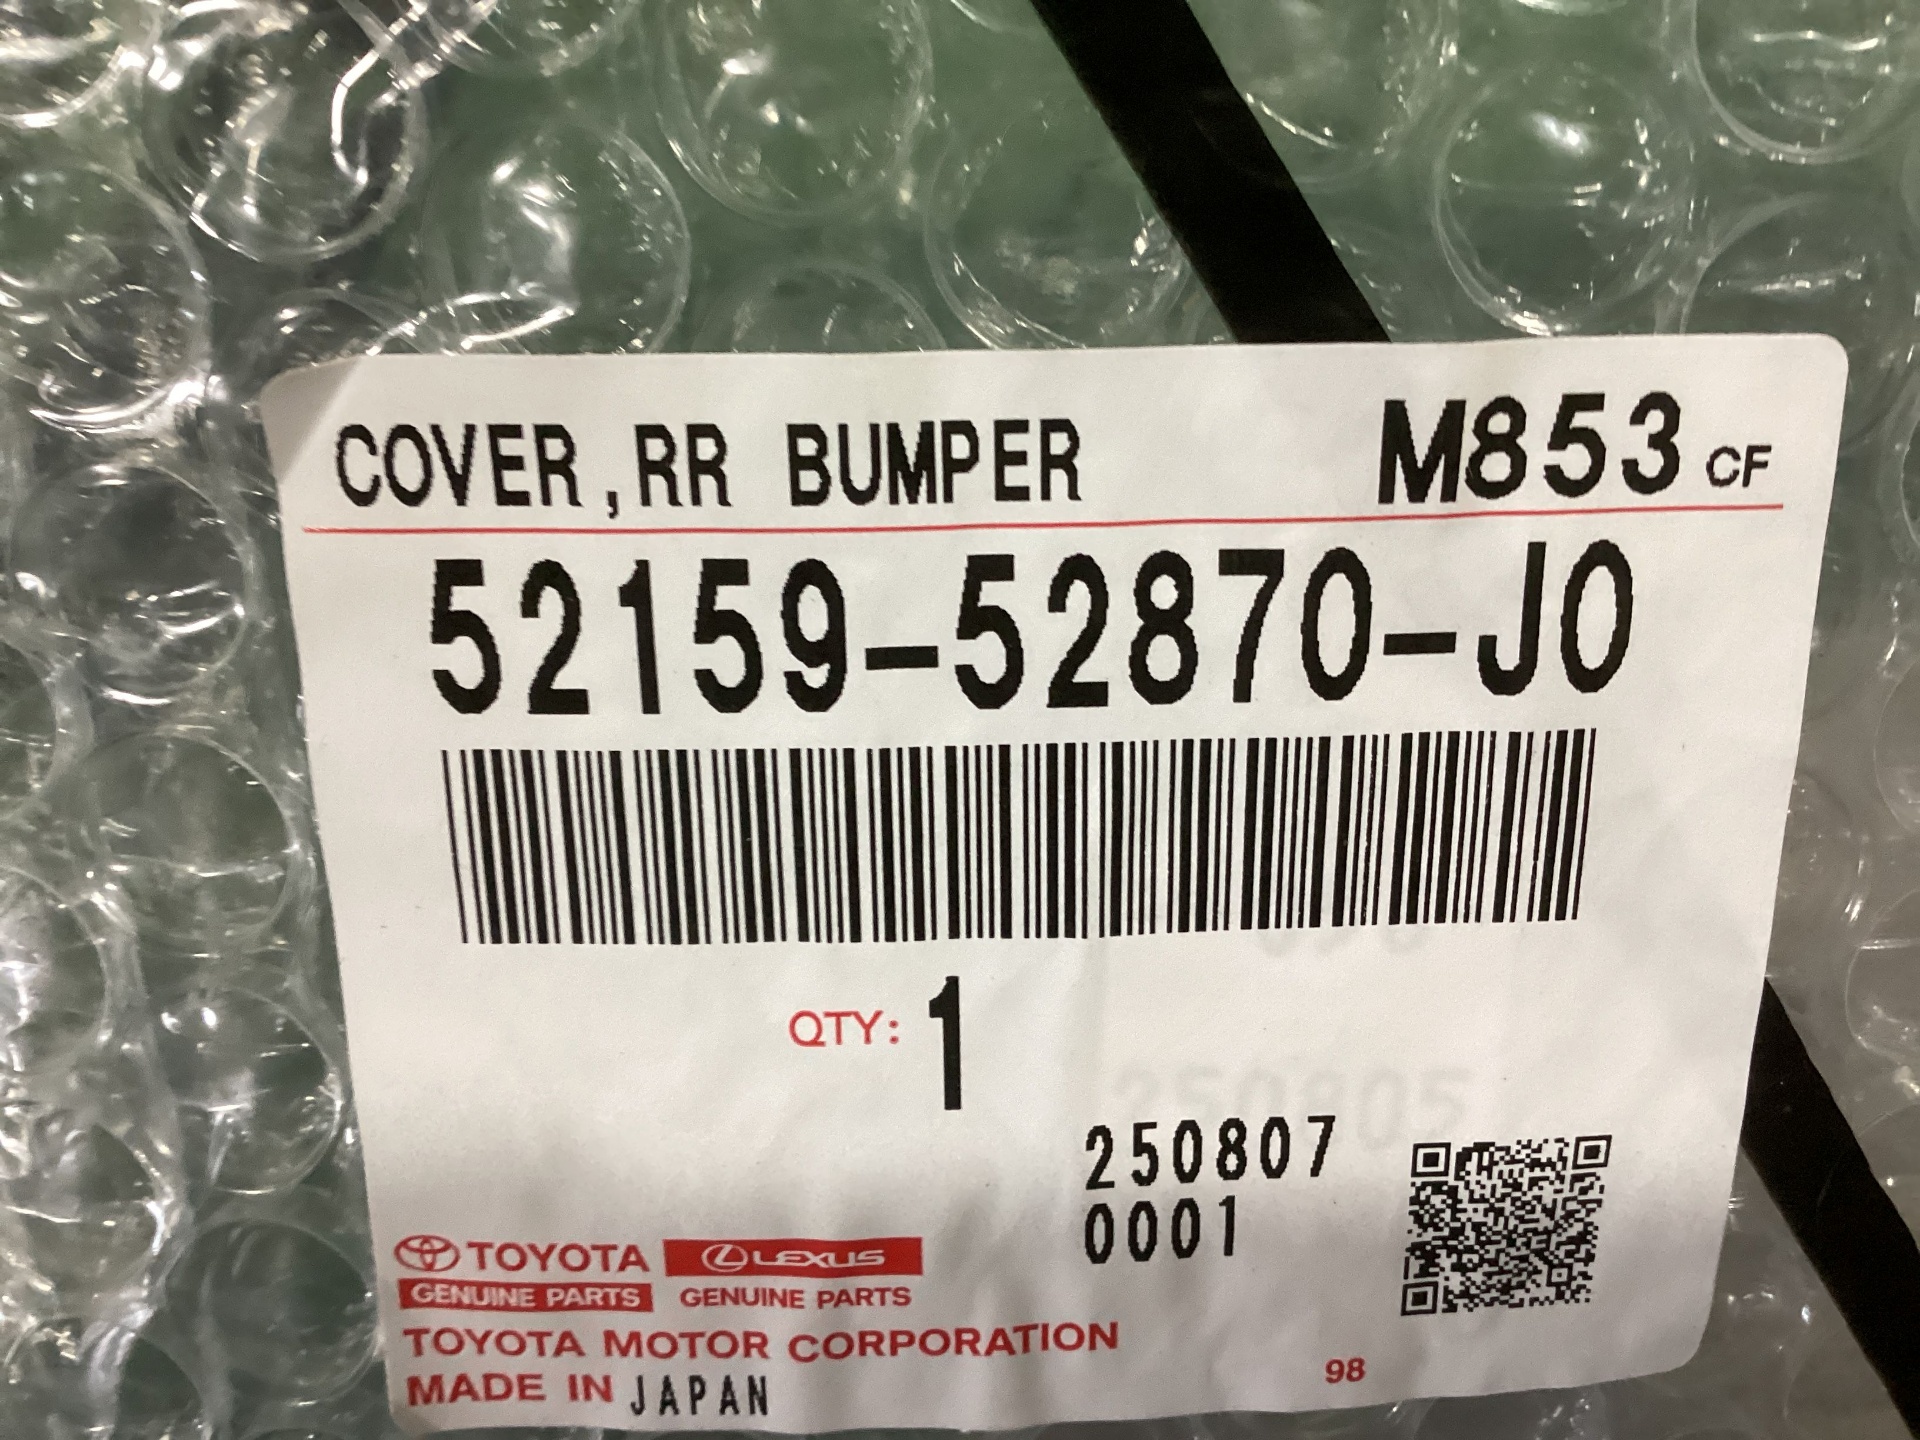 COVER,RR BUMPER M853 CF
52159-52870-J0
QTY: 1
250807
0001
TOYOTA LEXUS
GENUINE PARTS GENUINE PARTS
TOYOTA MOTOR CORPORATION
MADE IN JAPAN
98